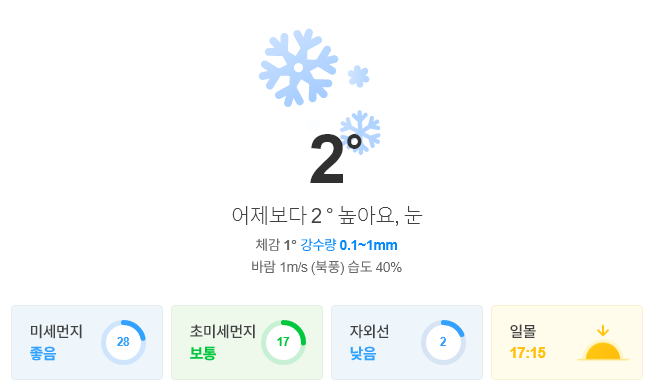 2°
어제보다 2 ° 높아요, 눈
체감 1° 강수량 0.1~1mm
바람 1m/s (북풍) 습도 40%
미세먼지
좋음
28
초미세먼지
보통
17
자외선
낮음
2
일몰
17:15